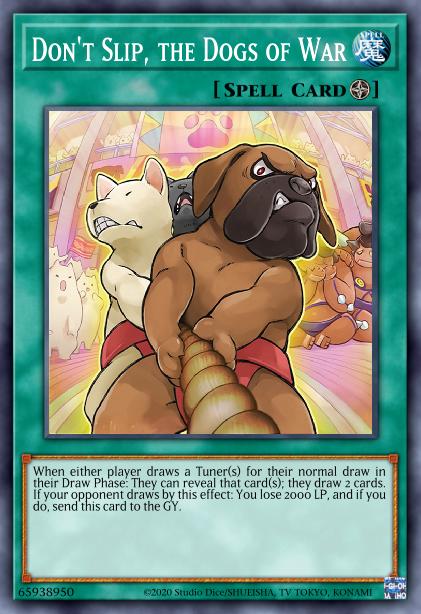 Don't Slip, the Dogs of War
SPELL
魔
[SPELL CARD]
When either player draws a Tuner(s) for their normal draw in
their Draw Phase: They can reveal that card(s); they draw 2 cards.
If your opponent draws by this effect: You lose 2000 LP, and if you
do, send this card to the GY.
65938950
©2020 Studio Dice/SHUEISHA, TV TOKYO, KONAMI